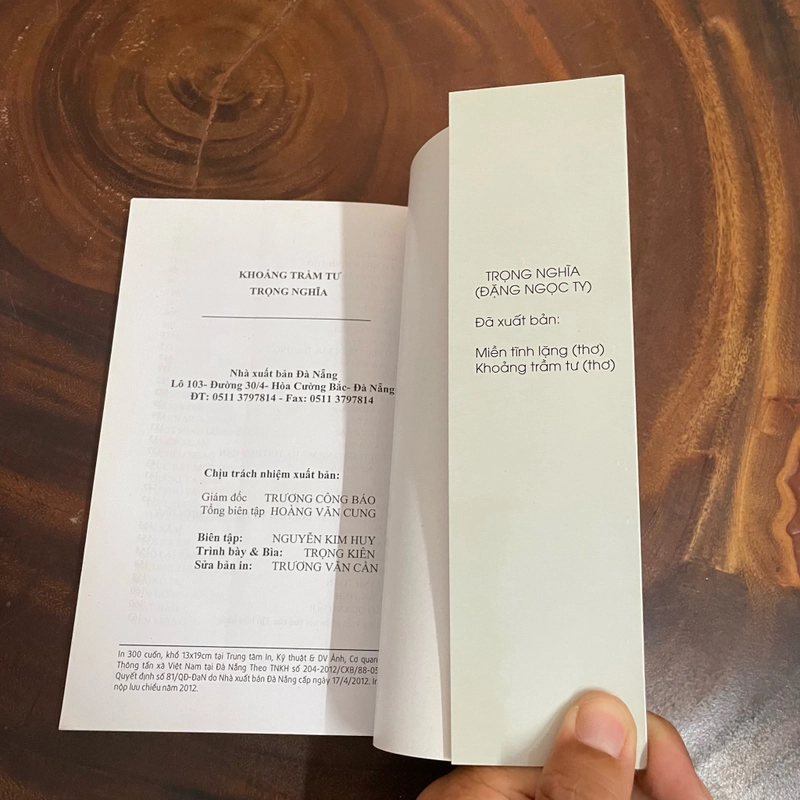 KHOẢNG TRẦM TƯ
TRỌNG NGHĨA
Nhà xuất bản Đà Nẵng
Lô 103- Đường 30/4- Hòa Cường Bắc- Đà Nẵng
ĐT: 0511 3797814 - Fax: 0511 3797814
Chịu trách nhiệm xuất bản:
Giám đốc TRƯƠNG CÔNG BÁO
Tổng biên tập HOÀNG VĂN CUNG
Biên tập: NGUYỄN KIM HUY
Trình bày & Bìa: TRỌNG KIÊN
Sửa bản in: TRƯƠNG VĂN CẦN
In 300 cuốn, khổ 13x19cm tại Trung tâm In, Kỹ thuật & DV Ảnh, Cơ quan
Thông tấn xã Việt Nam tại Đà Nẵng Theo TNKH số 204-2012/CXB/88-05
Quyết định số 81/QĐ-ĐaN do Nhà xuất bản Đà Nẵng cấp ngày 17/4/2012. In
nộp lưu chiểu năm 2012.
TRỌNG NGHĨA
(ĐẶNG NGỌC TY)
Đã xuất bản:
Miền tĩnh lặng (thơ)
Khoảng trầm tư (thơ)